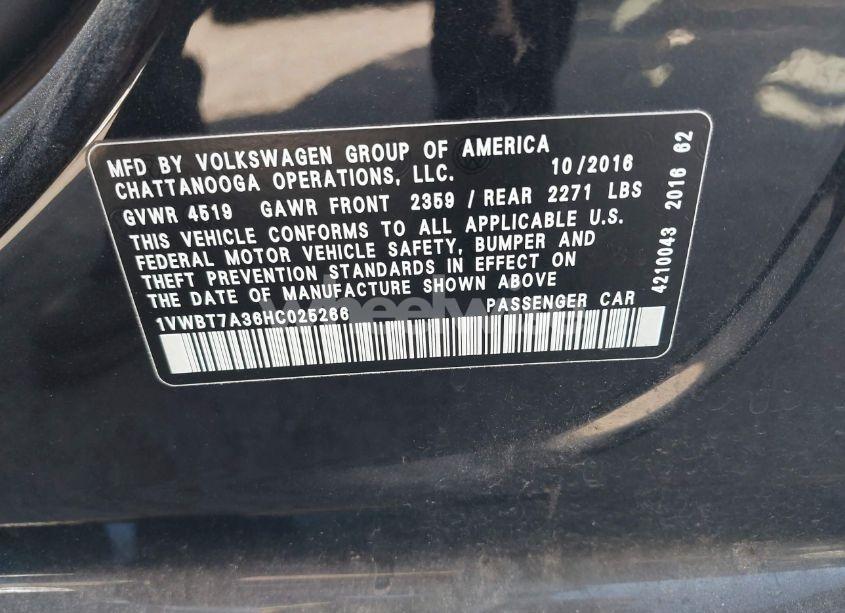 MFD BY VOLKSWAGEN GROUP OF AMERICA
CHATTANOOGA OPERATIONS, LLC. 10/2016
GVWR 4519 GAWR FRONT 2359 / REAR 2271 LBS
THIS VEHICLE CONFORMS TO ALL APPLICABLE U.S.
FEDERAL MOTOR VEHICLE SAFETY, BUMPER AND
THEFT PREVENTION STANDARDS IN EFFECT ON
THE DATE OF MANUFACTURE SHOWN ABOVE
1VWBT7A36HC025266 PASSENGER CAR
4210043 2016 62